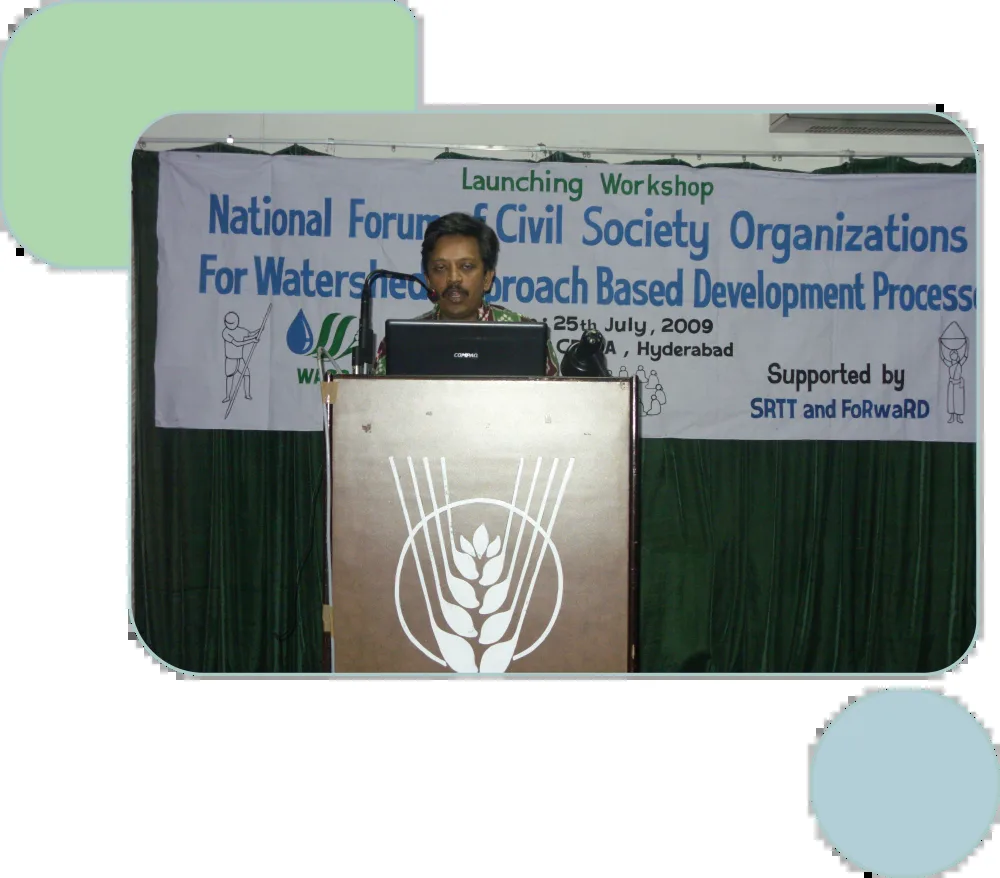 Launching Workshop
National Forum of Civil Society Organizations
For Watershed Based Development
: 25th July, 2009
, Hyderabad
Supported by
SRTT and FoRwaRD
COMPAQ